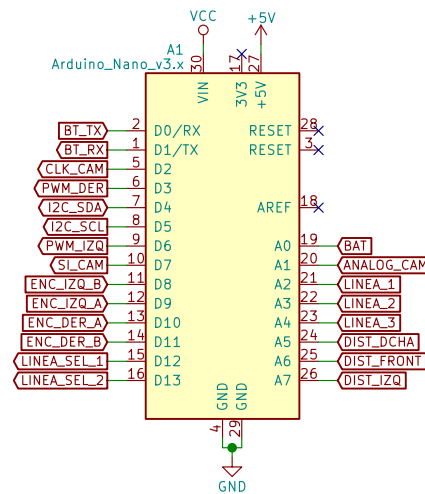 VCC
+5V
A1
Arduino_Nano_v3.x
30
17
27
VIN
3V3
+5V
BT_TX 2 D0/RX RESET 28
BT_RX 1 D1/TX RESET 3
CLK_CAM 5 D2
PWM_DER 6 D3
I2C_SDA 7 D4 AREF 18
I2C_SCL 8 D5
PWM_IZQ 9 D6 A0 19 BAT
SI_CAM 10 D7 A1 20 ANALOG_CAM
ENC_IZQ_B 11 D8 A2 21 LINEA_1
ENC_IZQ_A 12 D9 A3 22 LINEA_2
ENC_DER_A 13 D10 A4 23 LINEA_3
ENC_DER_B 14 D11 A5 24 DIST_DCHA
LINEA_SEL_1 15 D12 A6 25 DIST_FRONT
LINEA_SEL_2 16 D13 A7 26 DIST_IZQ
GND
GND
4
29
GND